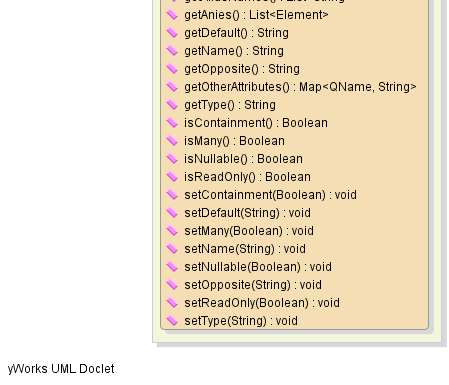 getAnies() : List<Element>
getDefault() : String
getName() : String
getOpposite() : String
getOtherAttributes() : Map<QName, String>
getType() : String
isContainment() : Boolean
isMany() : Boolean
isNullable() : Boolean
isReadOnly() : Boolean
setContainment(Boolean) : void
setDefault(String) : void
setMany(Boolean) : void
setName(String) : void
setNullable(Boolean) : void
setOpposite(String) : void
setReadOnly(Boolean) : void
setType(String) : void
yWorks UML Doclet